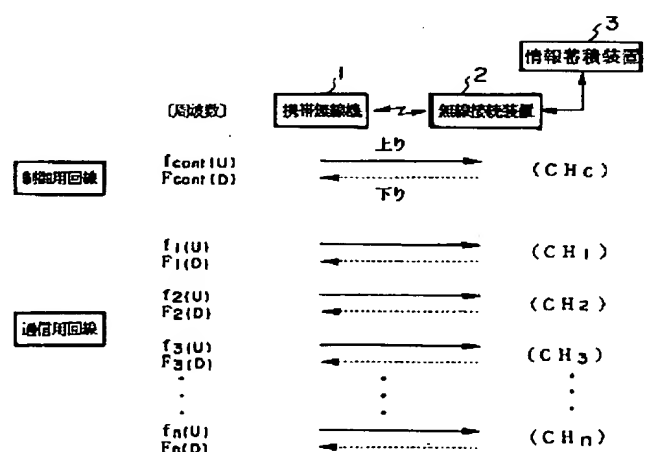 3
情報蓄積装置
1
2
〔周波数〕
携帯無線機
無線接続装置
上り
fcont(U)
Fcont(D)
制御用回線
(CHc)
下り
f1(U)
F1(D)
(CH1)
f2(U)
F2(D)
(CH2)
通信用回線
f3(U)
F3(D)
(CH3)
fn(U)
Fn(D)
(CHn)